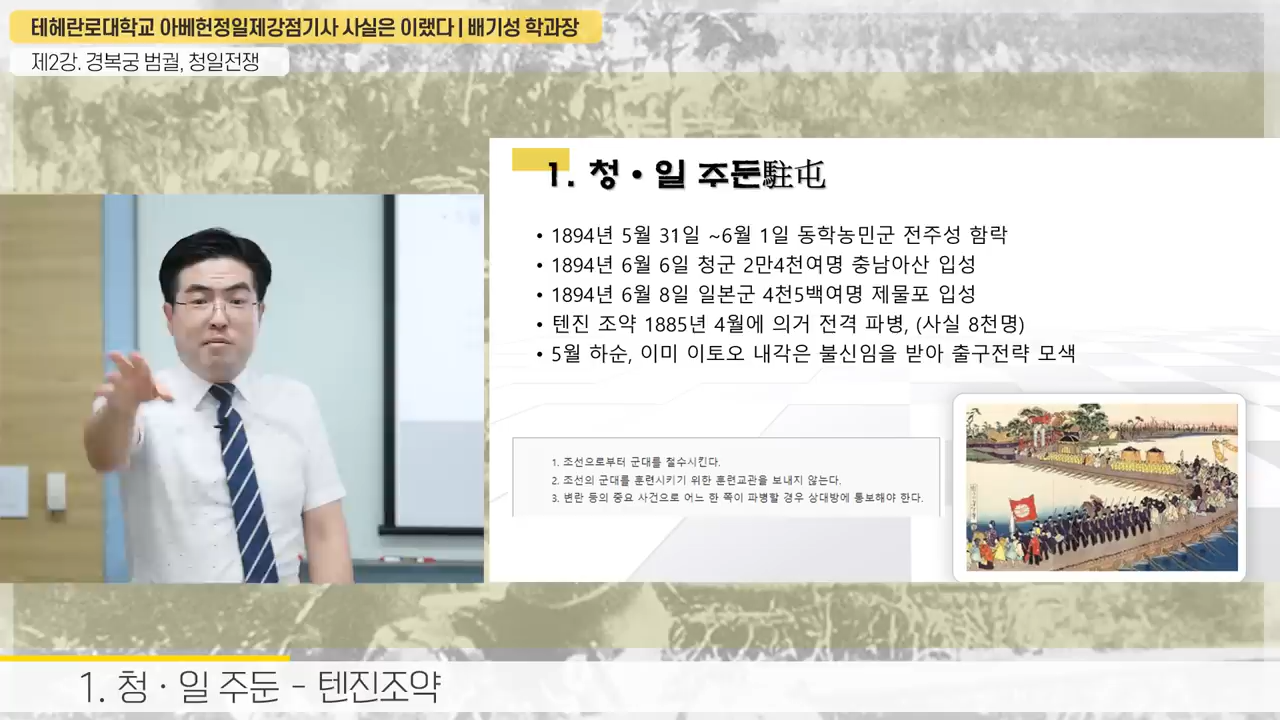 테헤란로대학교 아베헌정일제강점기사 사실은 이랬다 | 배기성 학과장
제2강. 경복궁 범궐, 청일전쟁
1. 청·일 주둔駐屯
• 1894년 5월 31일 ~6월 1일 동학농민군 전주성 함락
• 1894년 6월 6일 청군 2만4천여명 충남아산 입성
• 1894년 6월 8일 일본군 4천5백여명 제물포 입성
• 텐진 조약 1885년 4월에 의거 전격 파병, (사실 8천명)
• 5월 하순, 이미 이토오 내각은 불신임을 받아 출구전략 모색
1. 조선으로부터 군대를 철수시킨다.
2. 조선의 군대를 훈련시키기 위한 훈련교관을 보내지 않는다.
3. 변란 등의 중요 사건으로 어느 한 쪽이 파병할 경우 상대방에 통보해야 한다.
1. 청·일 주둔 - 텐진조약